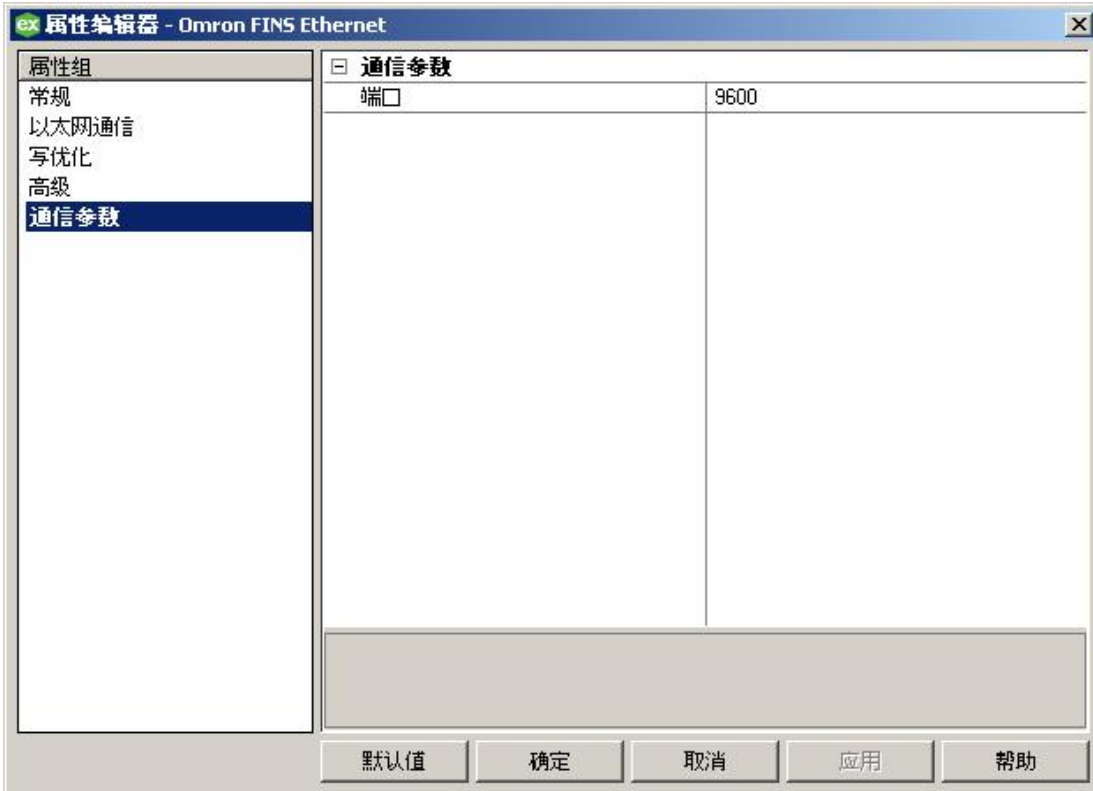 ex 属性编辑器 - Omron FINS Ethernet
属性组
常规
以太网通信
写优化
高级
通信参数
通信参数
端口 9600
默认值 确定 取消 应用 帮助